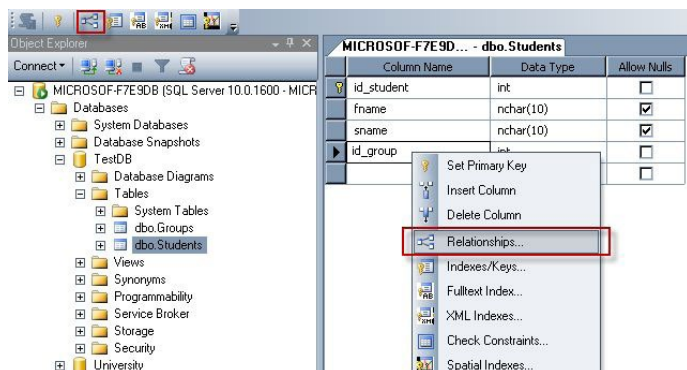 Object Explorer
Connect
MICROSOF-F7E9DB (SQL Server 10.0.1600 - MICR
Databases
System Databases
Database Snapshots
TestDB
Database Diagrams
Tables
System Tables
dbo.Groups
dbo.Students
Views
Synonyms
Programmability
Service Broker
Storage
Security
University
MICROSOF-F7E9D... - dbo.Students
Column Name Data Type Allow Nulls
id_student int
fname nchar(10)
sname nchar(10)
id_group int
Set Primary Key
Insert Column
Delete Column
Relationships...
Indexes/Keys...
Fulltext Index...
XML Indexes...
Check Constraints...
Spatial Indexes...